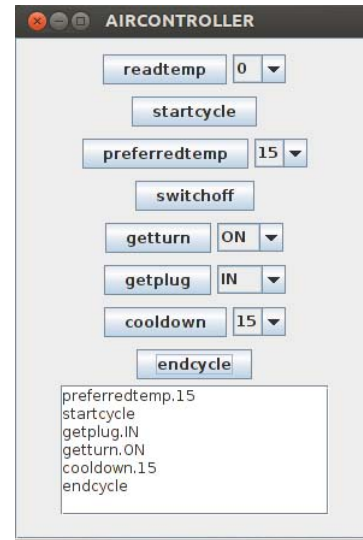 AIRCONTROLLER
readtemp 0
startcycle
preferredtemp 15
switchoff
getturn ON
getplug IN
cooldown 15
endcycle
preferredtemp.15
startcycle
getplug.IN
getturn.ON
cooldown.15
endcycle